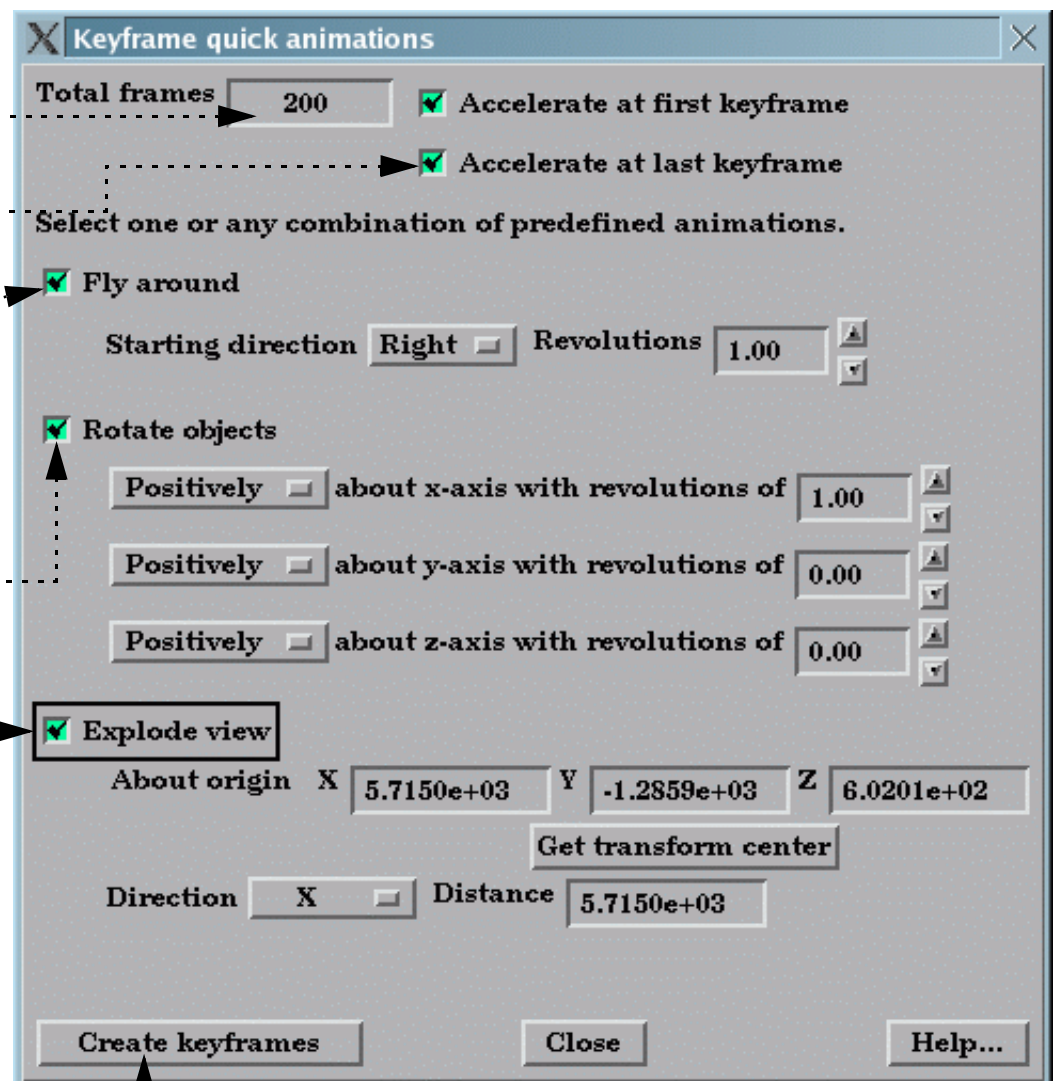 Keyframe quick animations
Total frames 200 Accelerate at first keyframe
Accelerate at last keyframe
Select one or any combination of predefined animations.
Fly around
Starting direction Right Revolutions 1.00
Rotate objects
Positively about x-axis with revolutions of 1.00
Positively about y-axis with revolutions of 0.00
Positively about z-axis with revolutions of 0.00
Explode view
About origin X 5.7150e+03 Y -1.2859e+03 Z 6.0201e+02
Get transform center
Direction X Distance 5.7150e+03
Create keyframes Close Help...